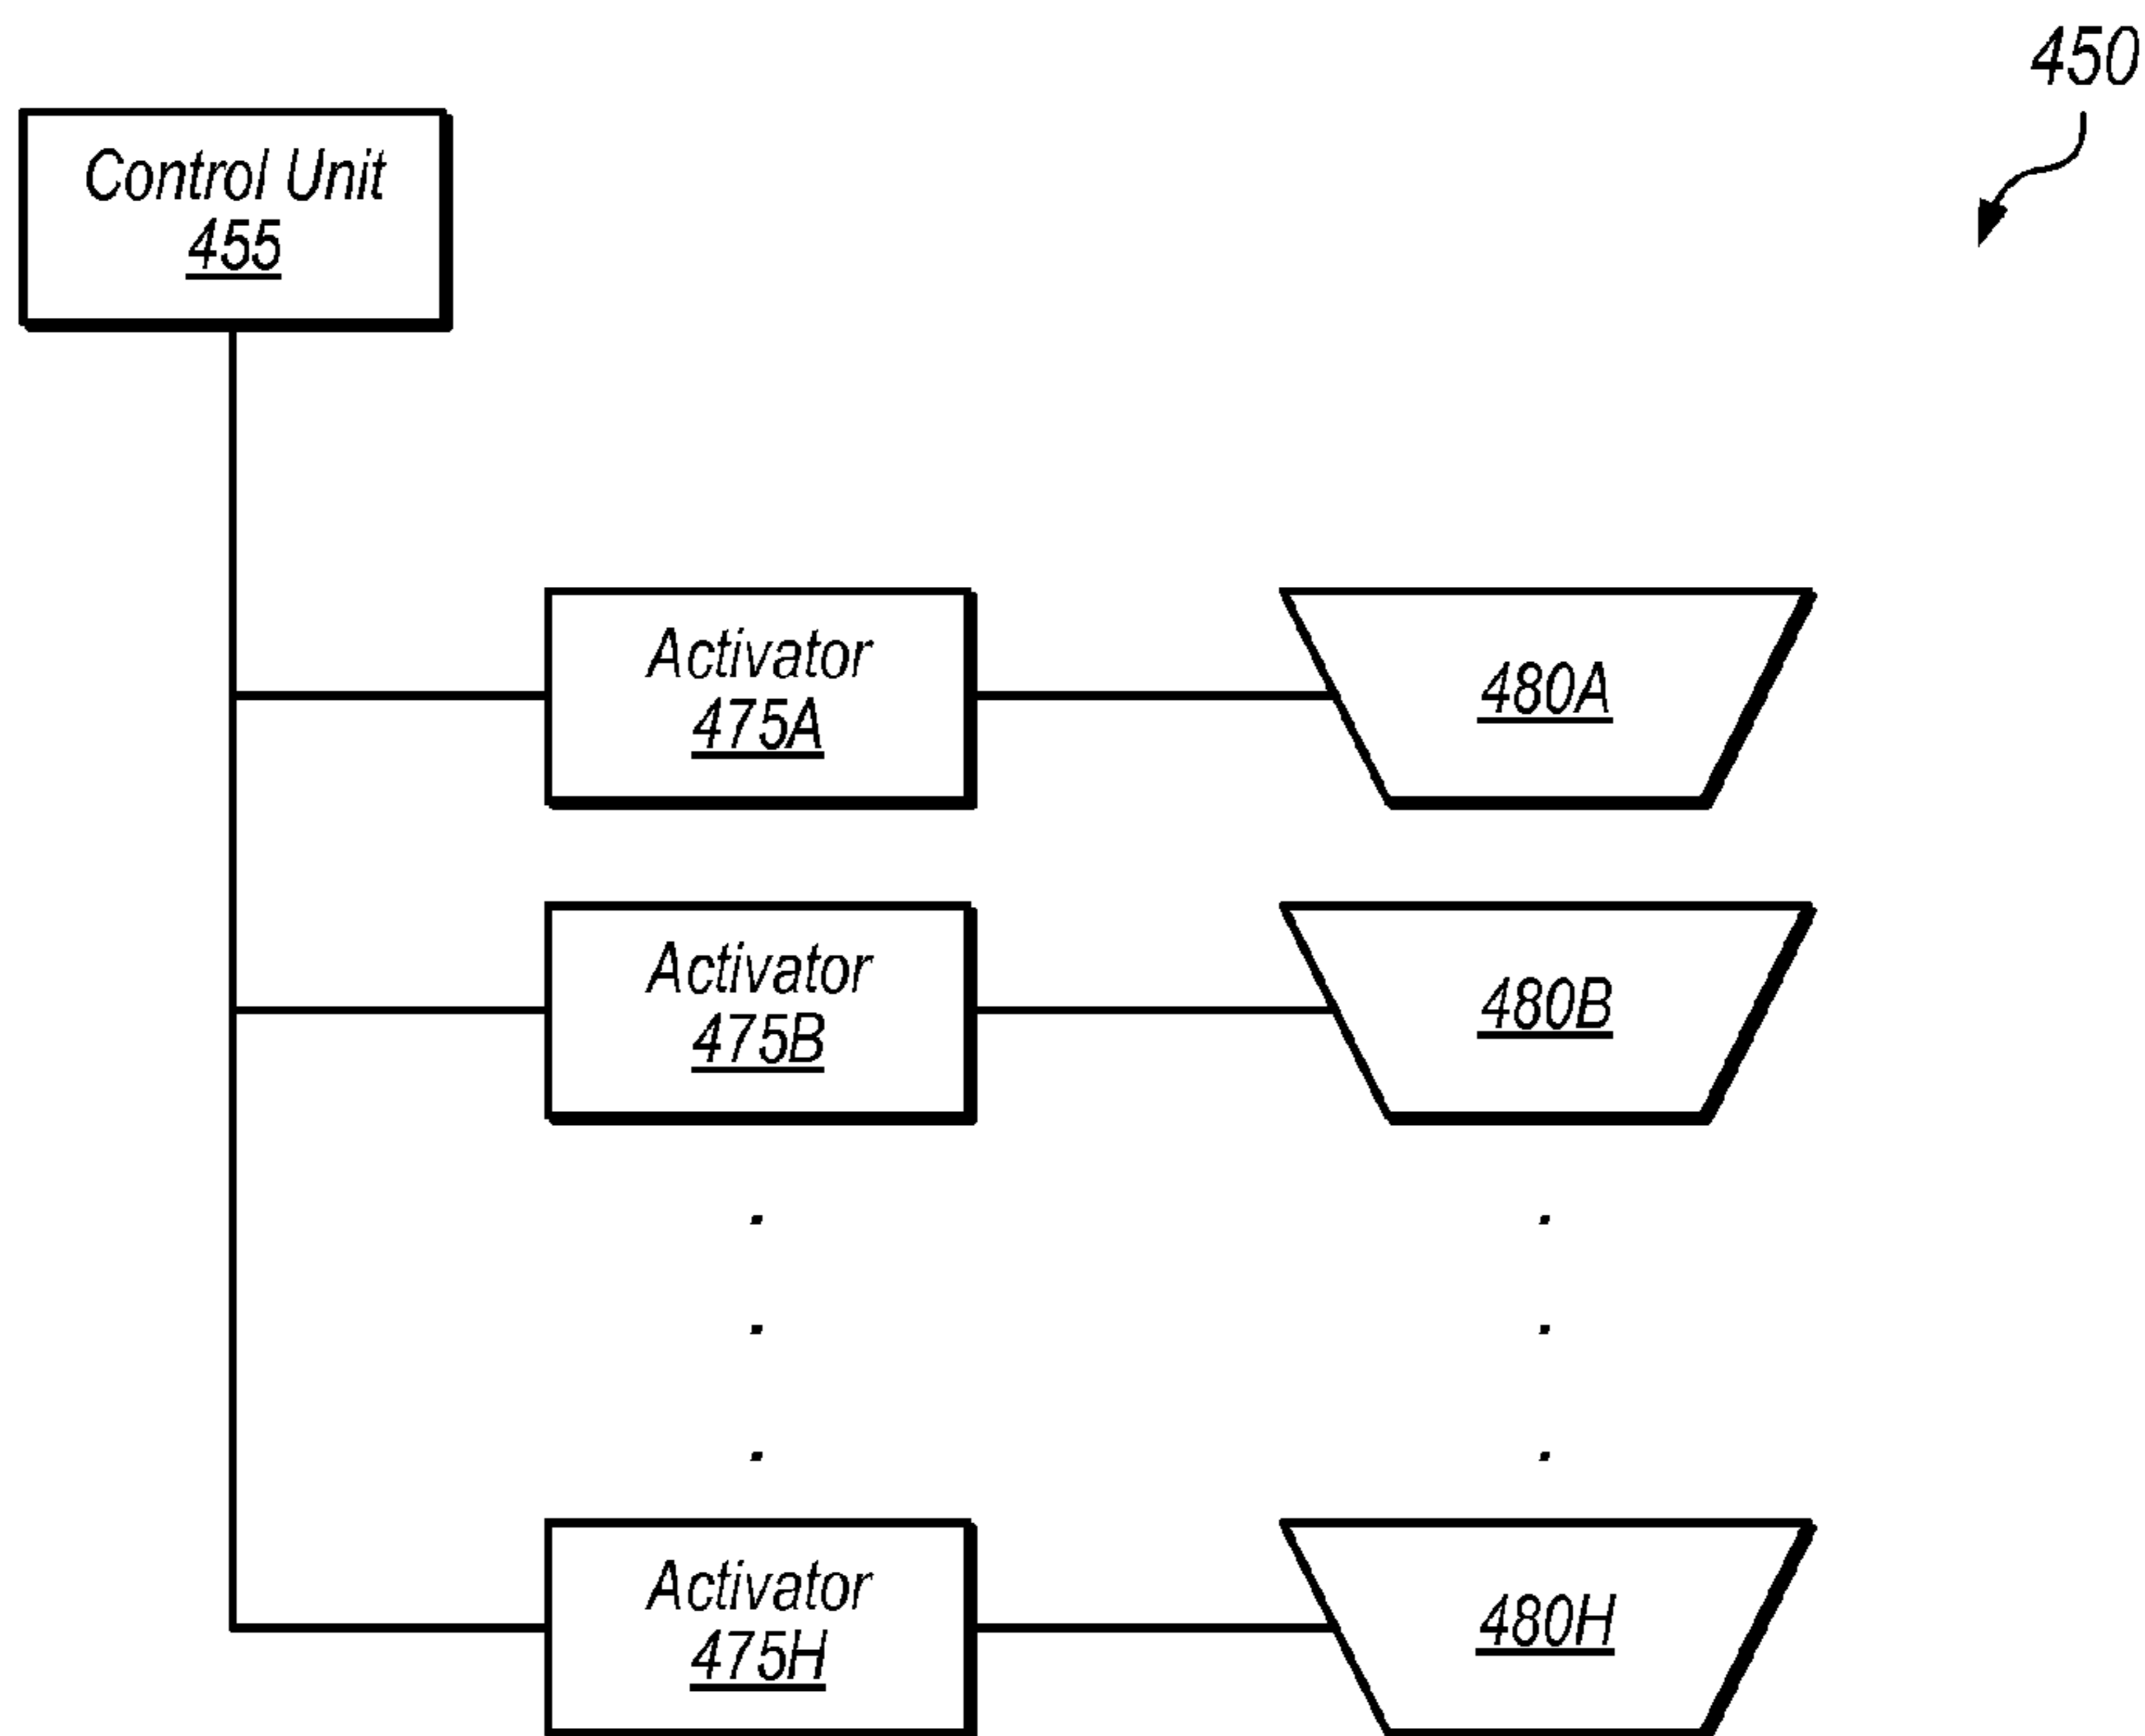 450
Control Unit
455
Activator
475A
480A
Activator
475B
480B
Activator
475H
480H